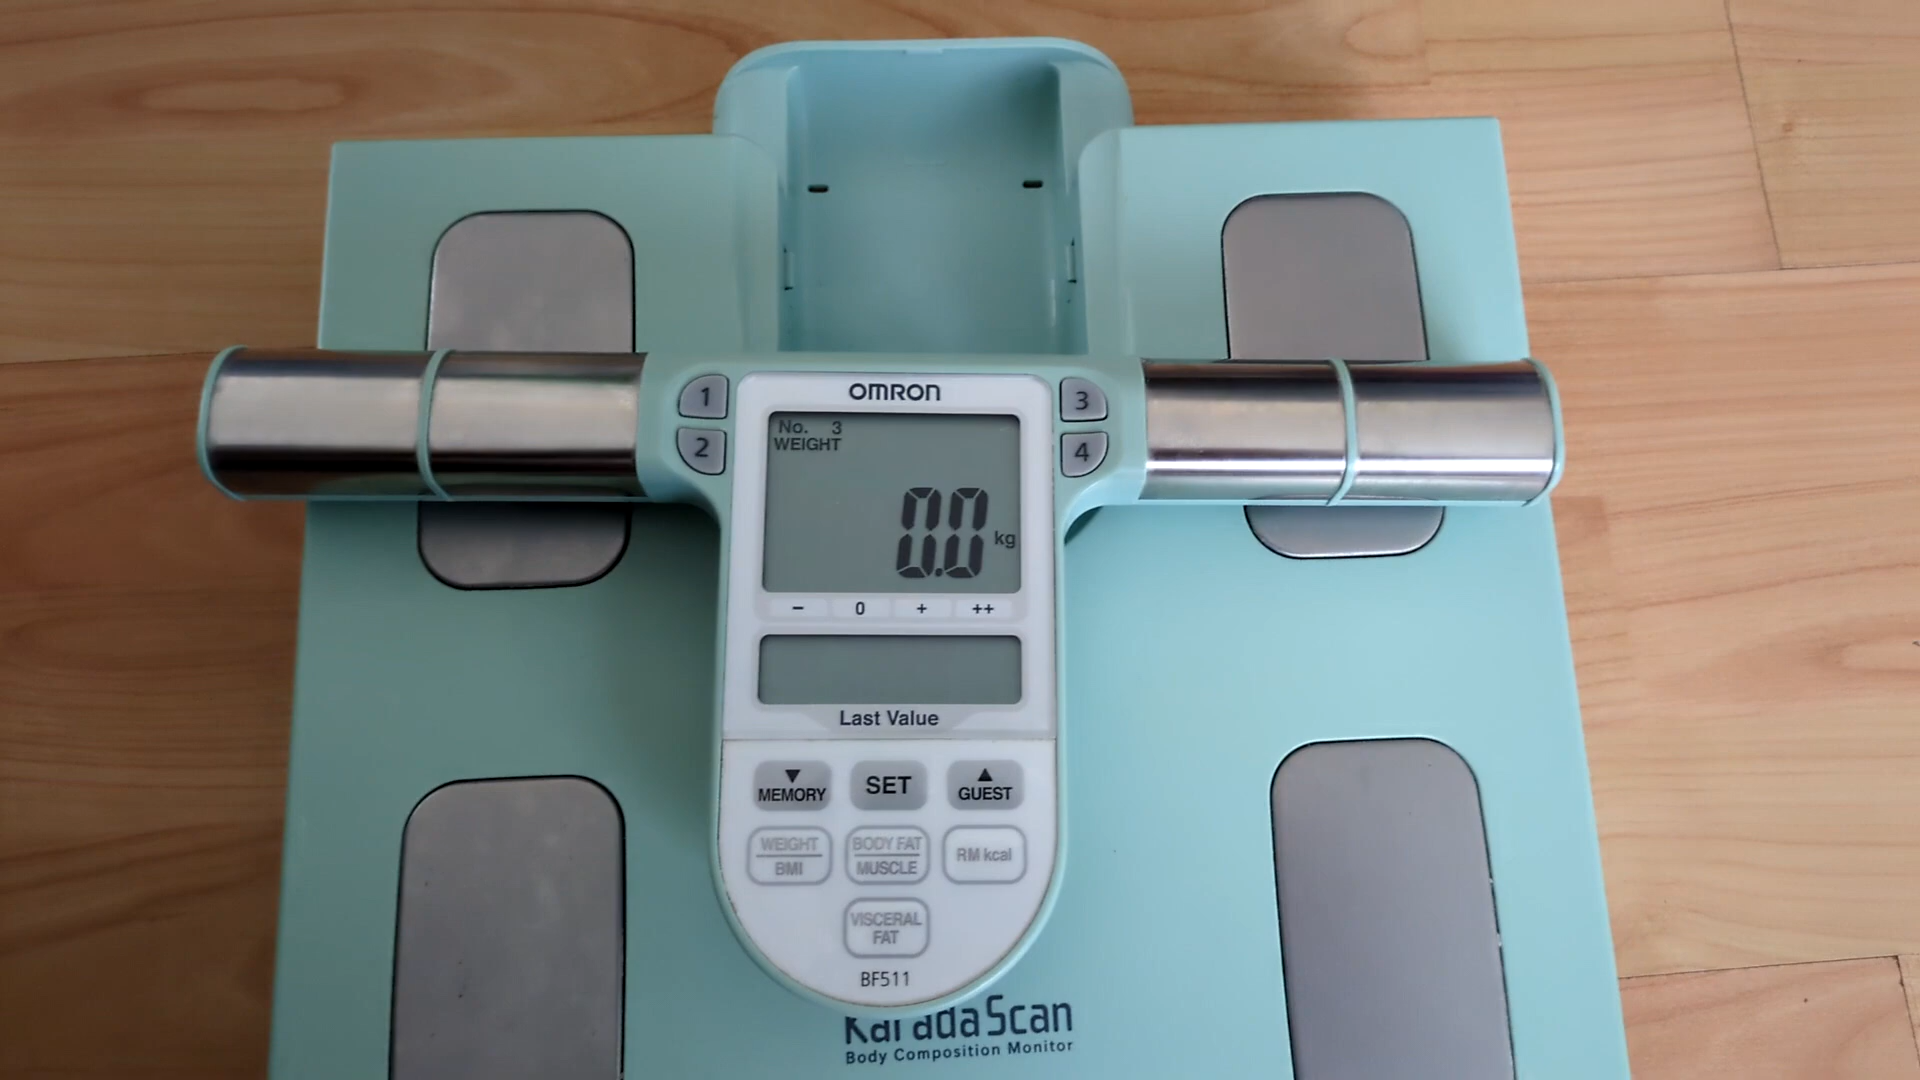 OMRON
1
2
3
4
No. 3
WEIGHT
0.0 kg
− 0 + ++
Last Value
▼ SET ▲
MEMORY GUEST
WEIGHT
BMI
BODY FAT
MUSCLE
RM kcal
VISCERAL
FAT
BF511
KaradaScan
Body Composition Monitor